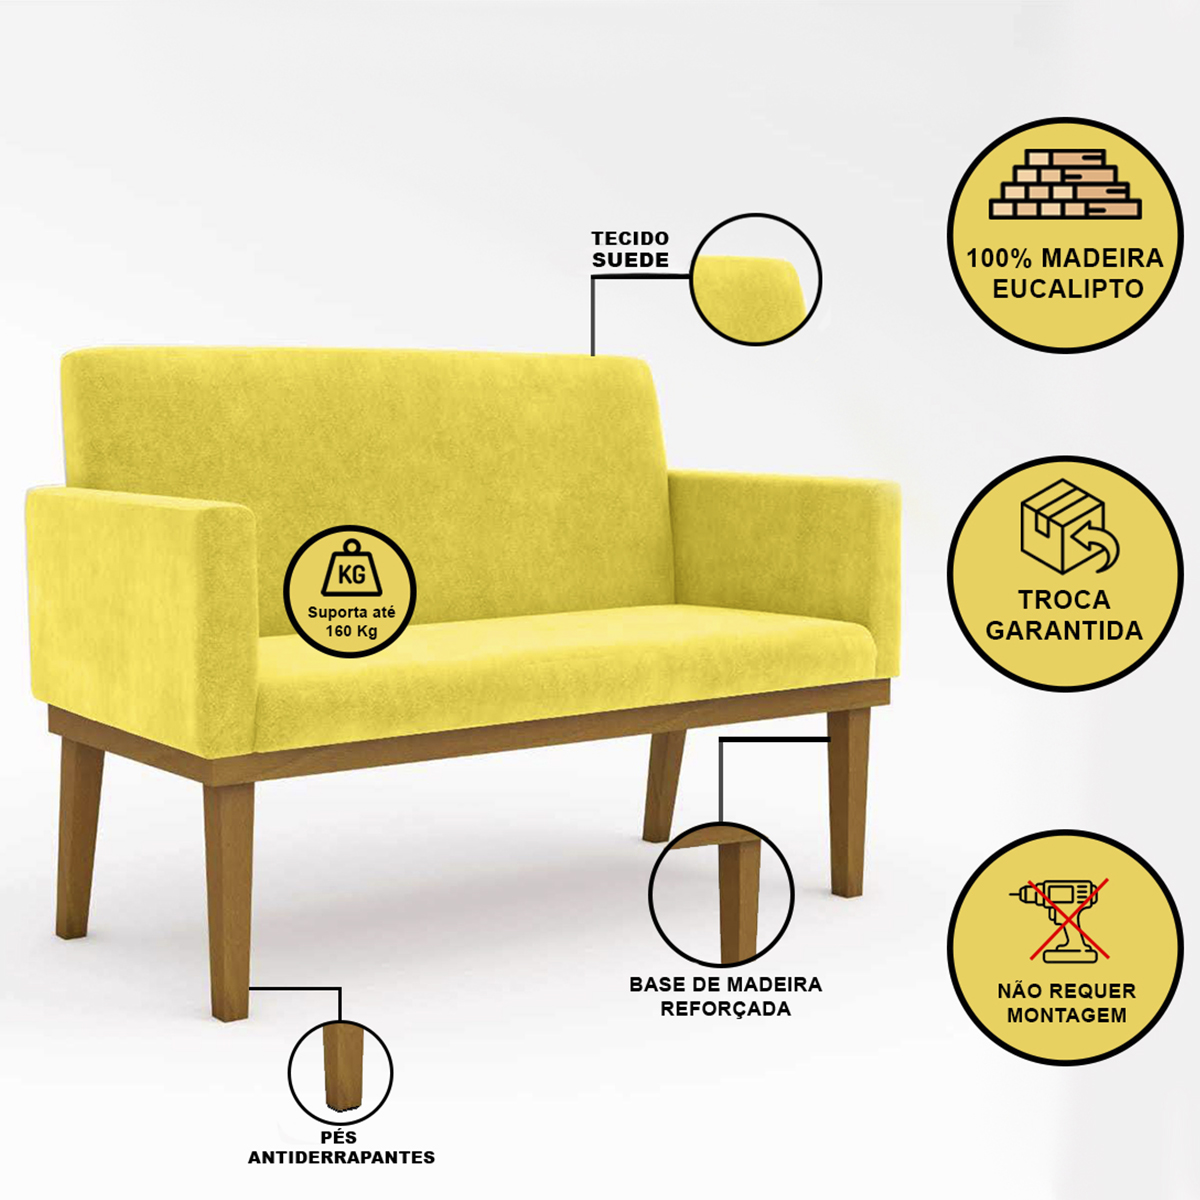 TECIDO
SUEDE
100% MADEIRA
EUCALIPTO
KG
Suporta até
160 Kg
TROCA
GARANTIDA
BASE DE MADEIRA
REFORÇADA
NÃO REQUER
MONTAGEM
PÉS
ANTIDERRAPANTES